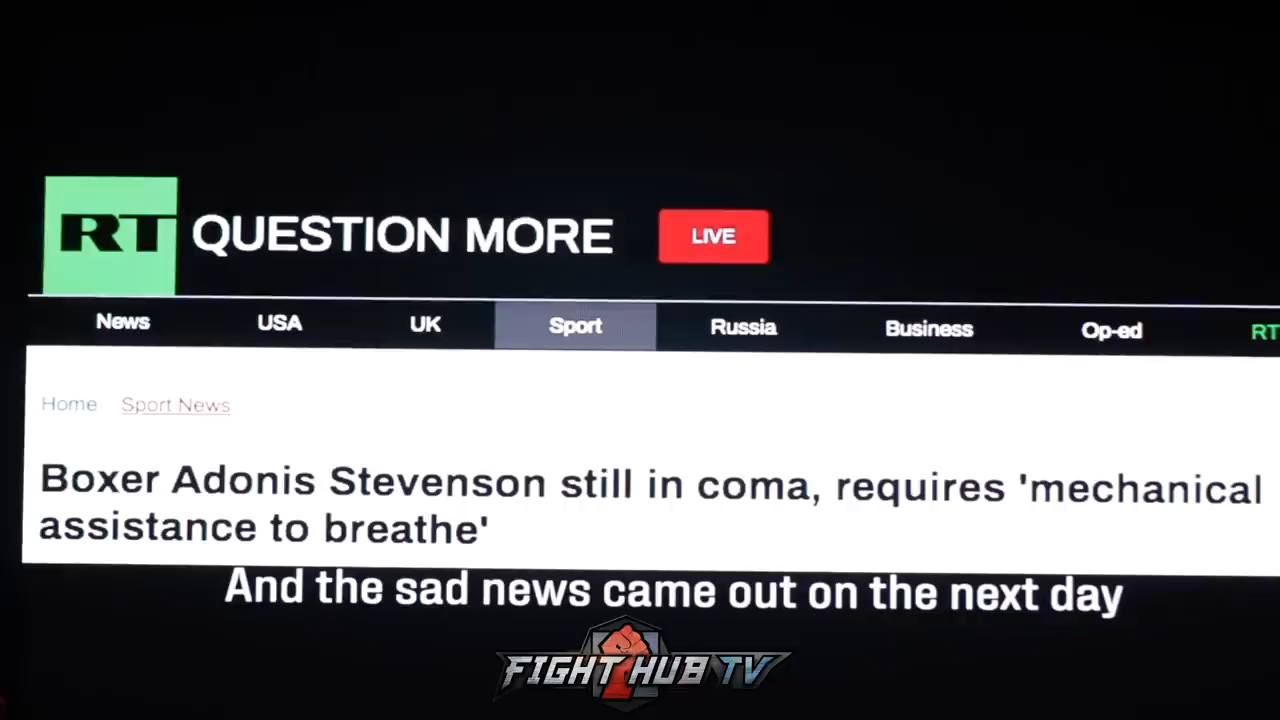 RT QUESTION MORE LIVE
News USA UK Sport Russia Business Op-ed RT
Home Sport News
Boxer Adonis Stevenson still in coma, requires 'mechanical
assistance to breathe'
And the sad news came out on the next day
FIGHT HUB TV